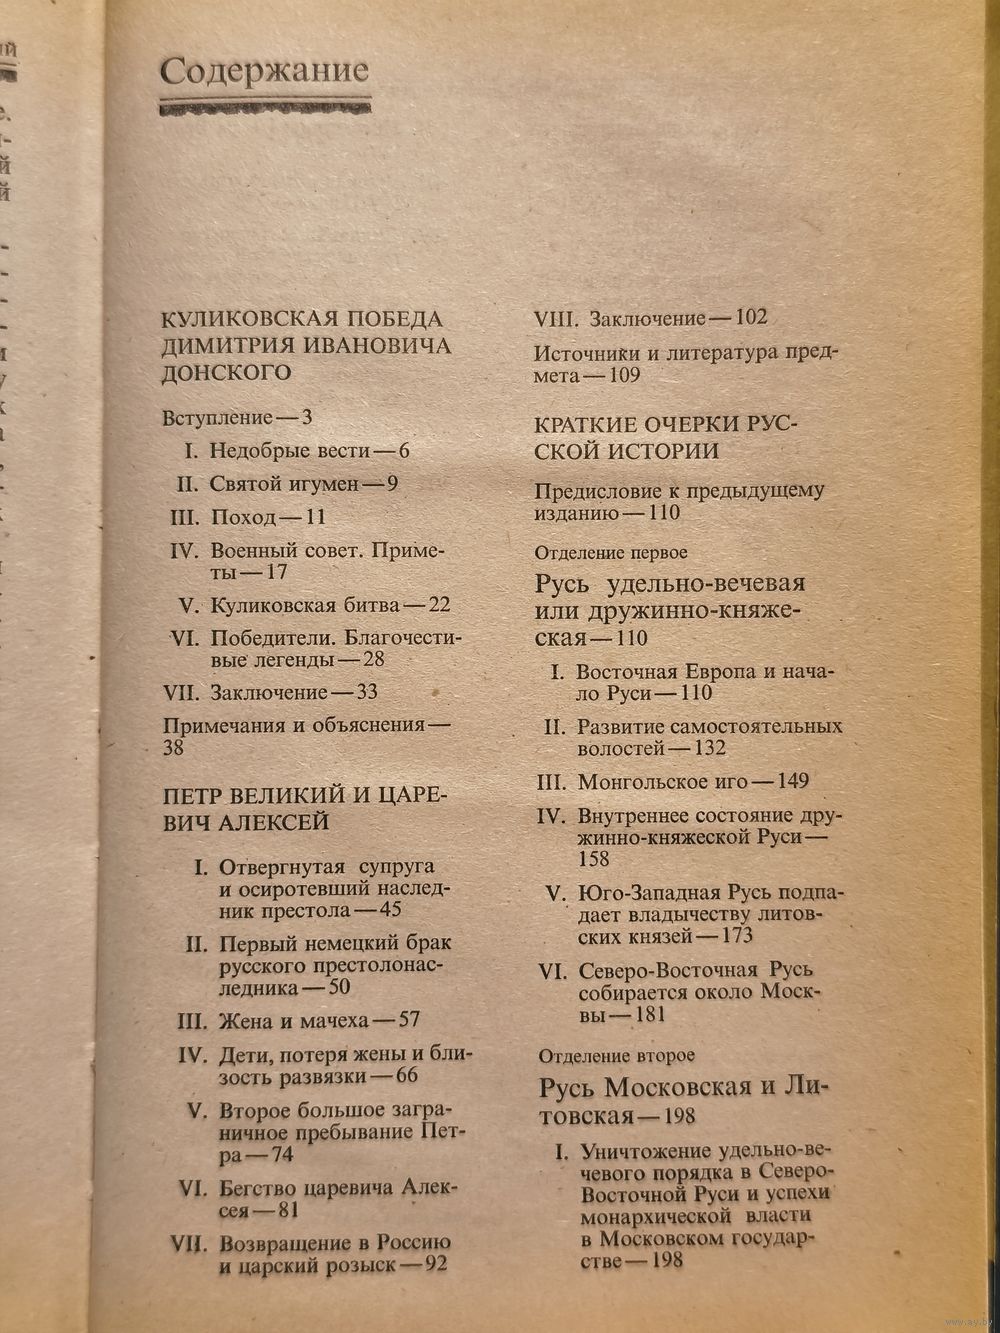 Содержание
КУЛИКОВСКАЯ ПОБЕДА
ДИМИТРИЯ ИВАНОВИЧА
ДОНСКОГО
Вступление—3
I. Недобрые вести—6
II. Святой игумен—9
III. Поход—11
IV. Военный совет. Приме-
ты—17
V. Куликовская битва—22
VI. Победители. Благочести-
вые легенды—28
VII. Заключение—33
Примечания и объяснения—
38
ПЕТР ВЕЛИКИЙ И ЦАРЕ-
ВИЧ АЛЕКСЕЙ
I. Отвергнутая супруга
и осиротевший наслед-
ник престола—45
II. Первый немецкий брак
русского престолонас-
ледника—50
III. Жена и мачеха—57
IV. Дети, потеря жены и бли-
зость развязки—66
V. Второе большое загра-
ничное пребывание Пет-
ра—74
VI. Бегство царевича Алек-
сея—81
VII. Возвращение в Россию
и царский розыск—92
VIII. Заключение—102
Источники и литература пред-
мета—109
КРАТКИЕ ОЧЕРКИ РУС-
СКОЙ ИСТОРИИ
Предисловие к предыдущему
изданию—110
Отделение первое
Русь удельно-вечевая
или дружинно-княже-
ская—110
I. Восточная Европа и нача-
ло Руси—110
II. Развитие самостоятельных
волостей—132
III. Монгольское иго—149
IV. Внутреннее состояние дру-
жинно-княжеской Руси—
158
V. Юго-Западная Русь подпа-
дает владычеству литов-
ских князей—173
VI. Северо-Восточная Русь
собирается около Моск-
вы—181
Отделение второе
Русь Московская и Ли-
товская—198
I. Уничтожение удельно-ве-
чевого порядка в Северо-
Восточной Руси и успехи
монархической власти
в Московском государ-
стве—198
www.ay.by